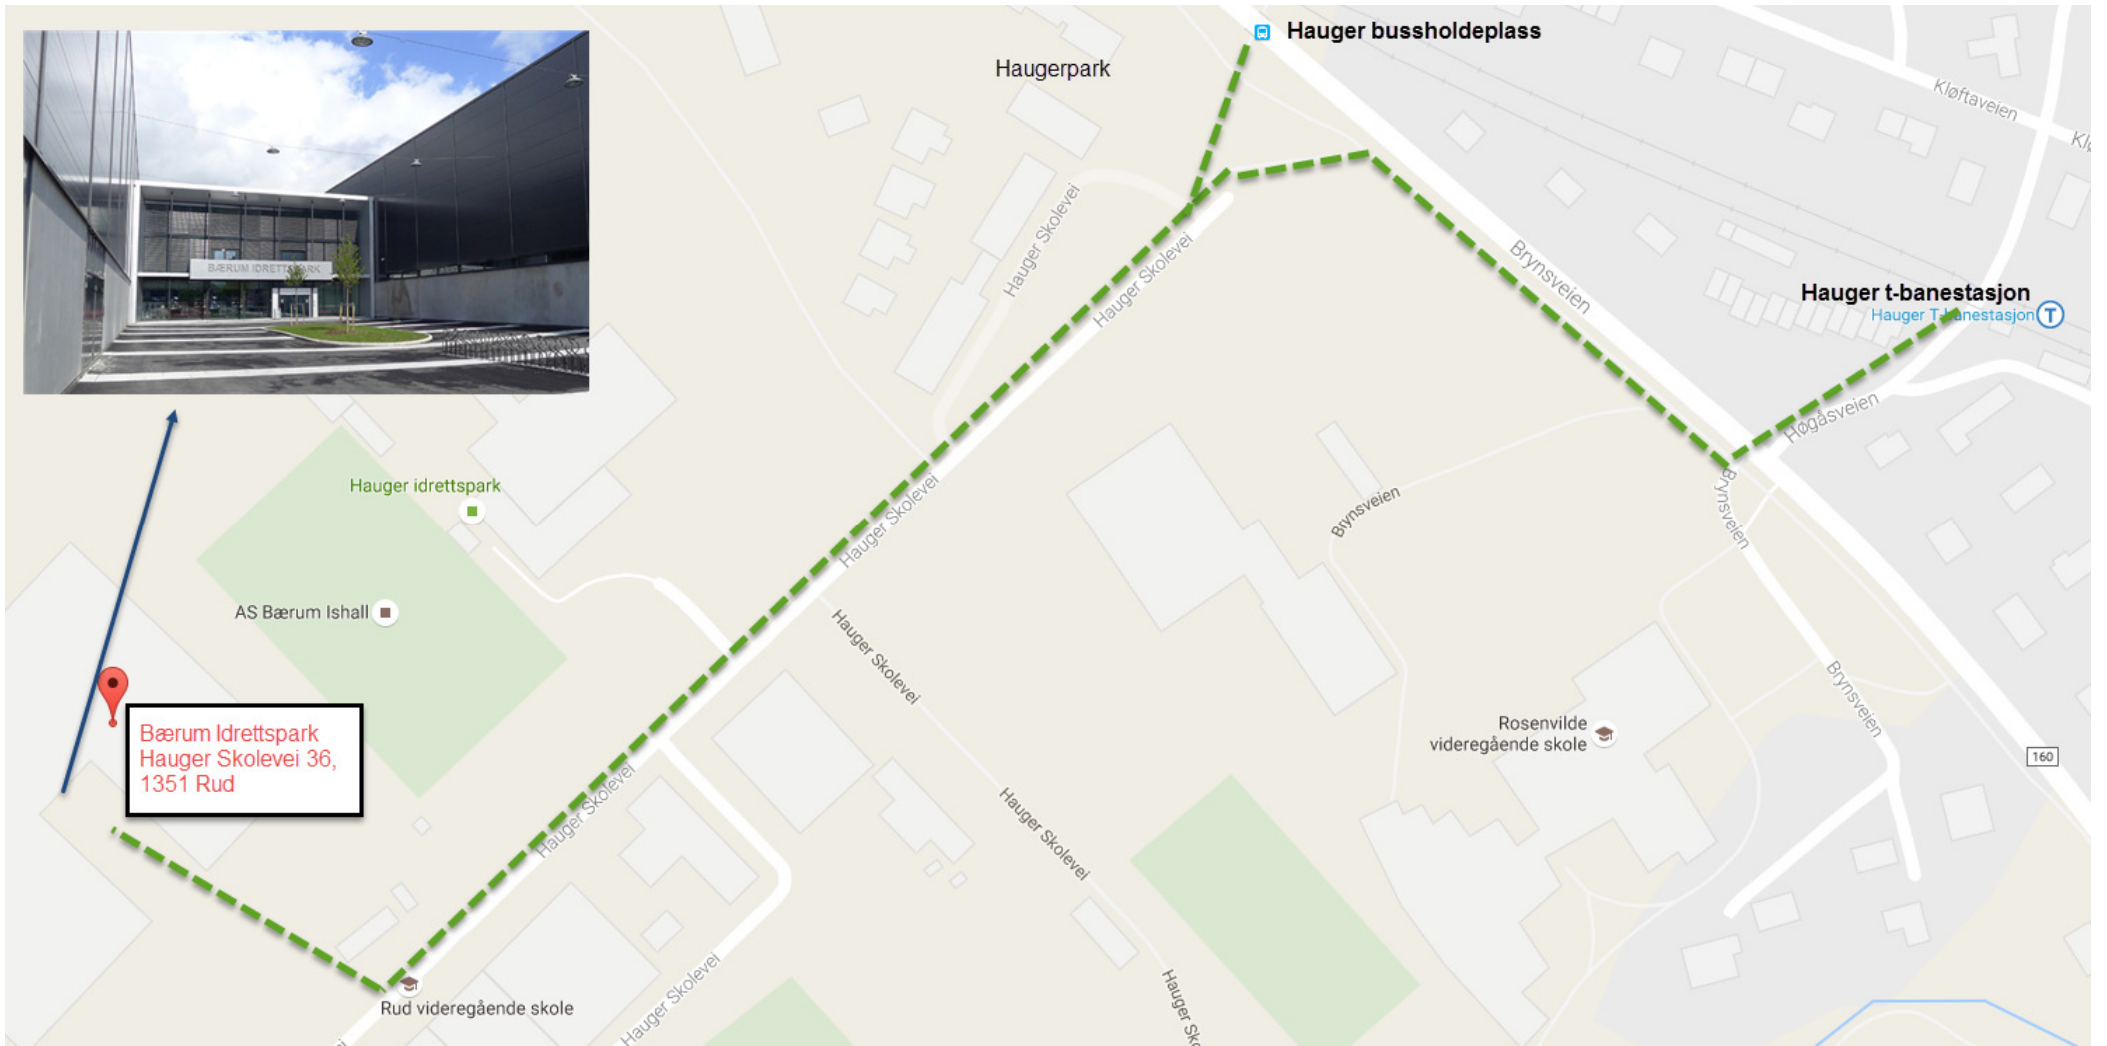 Hauger bussholdeplass
Haugerpark
Kløftaveien
BÆRUM IDRETTSPARK
Hauger Skolevei
Hauger Skolevei
Brynsveien
Hauger t-banestasjon
Hauger T-banestasjon
T
Høgåsveien
Hauger idrettspark
Hauger Skolevei
Brynsveien
Brynsveien
AS Bærum Ishall
Hauger Skolevei
Brynsveien
Bærum Idrettspark
Hauger Skolevei 36,
1351 Rud
Rosenvilde
videregående skole
160
Hauger Skolevei
Hauger Skolevei
Rud videregående skole
Hauger Skolevei
Hauger Sk